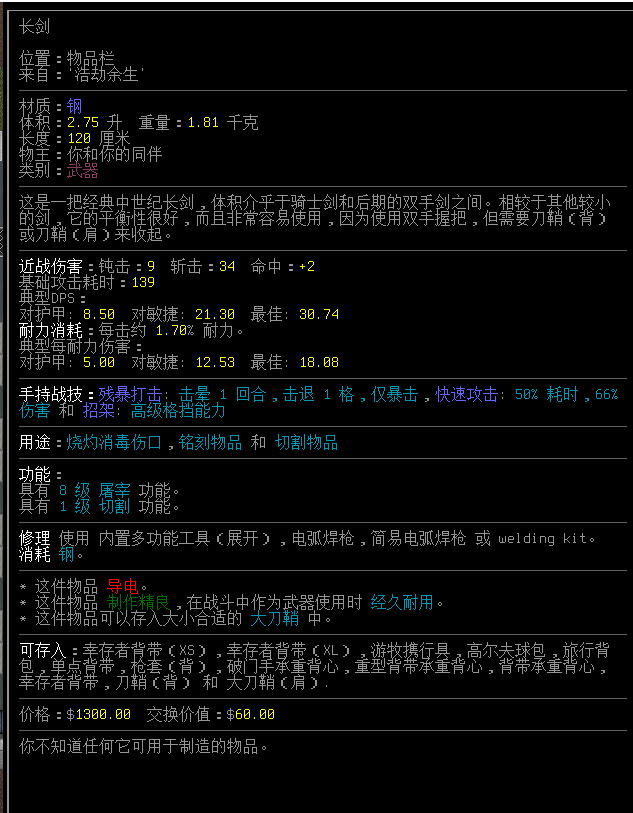 长剑
位置：物品栏
来自：'浩劫余生'
材质：钢
体积：2.75 升 重量：1.81 千克
长度：120 厘米
物主：你和你的同伴
类别：武器
这是一把经典中世纪长剑，体积介乎于骑士剑和后期的双手剑之间。相较于其他较小
的剑，它的平衡性很好，而且非常容易使用，因为使用双手握把，但需要刀鞘（背）
或刀鞘（肩）来收起。
近战伤害：钝击：9 斩击：34 命中：+2
基础攻击耗时：139
典型DPS：
对护甲: 8.50 对敏捷: 21.30 最佳: 30.74
耐力消耗：每击约 1.70% 耐力。
典型每耐力伤害：
对护甲: 5.00 对敏捷: 12.53 最佳: 18.08
手持战技：残暴打击: 击晕 1 回合，击退 1 格，仅暴击，快速攻击: 50% 耗时，66%
伤害 和 招架: 高级格挡能力
用途：烧灼消毒伤口，铭刻物品 和 切割物品
功能：
具有 8 级 屠宰 功能。
具有 1 级 切割 功能。
修理 使用 内置多功能工具（展开），电弧焊枪，简易电弧焊枪 或 welding kit。
消耗 钢。
* 这件物品 导电。
* 这件物品 制作精良，在战斗中作为武器使用时 经久耐用。
* 这件物品可以存入大小合适的 大刀鞘 中。
可存入：幸存者背带（XS），幸存者背带（XL），游牧携行具，高尔夫球包，旅行背
包，单点背带，枪套（背），破门手承重背心，重型背带承重背心，背带承重背心，
幸存者背带，刀鞘（背） 和 大刀鞘（肩）.
价格：$1300.00 交换价值：$60.00
你不知道任何它可用于制造的物品。